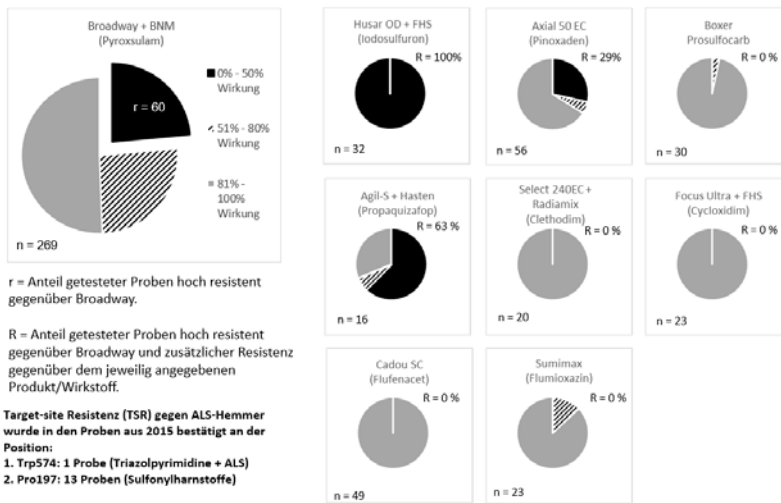 Broadway + BNM
(Pyroxsulam)
r = 60
0% - 50%
Wirkung
51% - 80%
Wirkung
81% -
100%
Wirkung
n = 269
r = Anteil getesteter Proben hoch resistent
gegenüber Broadway.
R = Anteil getesteter Proben hoch resistent
gegenüber Broadway und zusätzlicher Resistenz
gegenüber dem jeweilig angegebenen
Produkt/Wirkstoff.
Target-site Resistenz (TSR) gegen ALS-Hemmer
wurde in den Proben aus 2015 bestätigt an der
Position:
1. Trp574: 1 Probe (Triazolpyrimidine + ALS)
2. Pro197: 13 Proben (Sulfonylharnstoffe)
Husar OD + FHS
(Iodosulfuron)
R = 100%
n = 32
Axial 50 EC
(Pinoxaden)
R = 29%
n = 56
Boxer
Prosulfocarb
R = 0 %
n = 30
Agil-S + Hasten
(Propaquizafop)
R = 63 %
n = 16
Select 240EC +
Radiamix
(Clethodim)
R = 0 %
n = 20
Focus Ultra + FHS
(Cycloxidim)
R = 0 %
n = 23
Cadou SC
(Flufenacet)
R = 0 %
n = 49
Sumimax
(Flumioxazin)
R = 0 %
n = 23